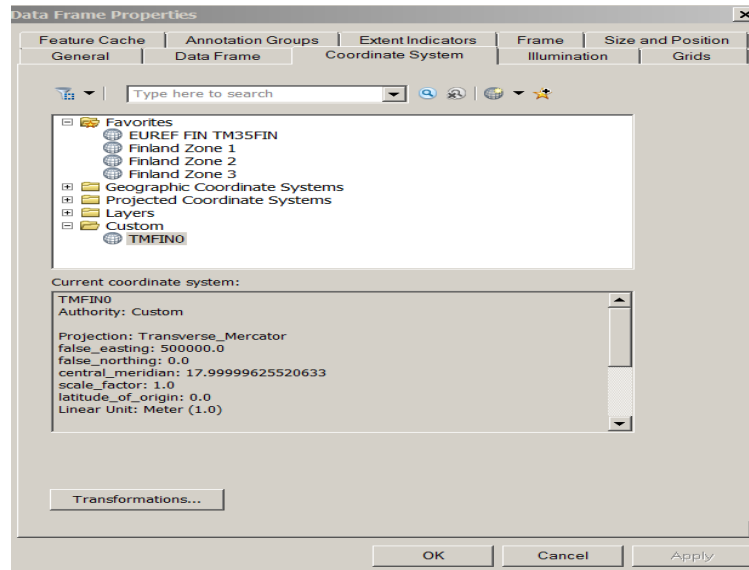 Data Frame Properties
Feature Cache Annotation Groups Extent Indicators Frame Size and Position
General Data Frame Coordinate System Illumination Grids
Type here to search
Favorites
EUREF FIN TM35FIN
Finland Zone 1
Finland Zone 2
Finland Zone 3
Geographic Coordinate Systems
Projected Coordinate Systems
Layers
Custom
TMFIN0
Current coordinate system:
TMFIN0
Authority: Custom
Projection: Transverse_Mercator
false_easting: 500000.0
false_northing: 0.0
central_meridian: 17.99999625520633
scale_factor: 1.0
latitude_of_origin: 0.0
Linear Unit: Meter (1.0)
Transformations...
OK Cancel Apply